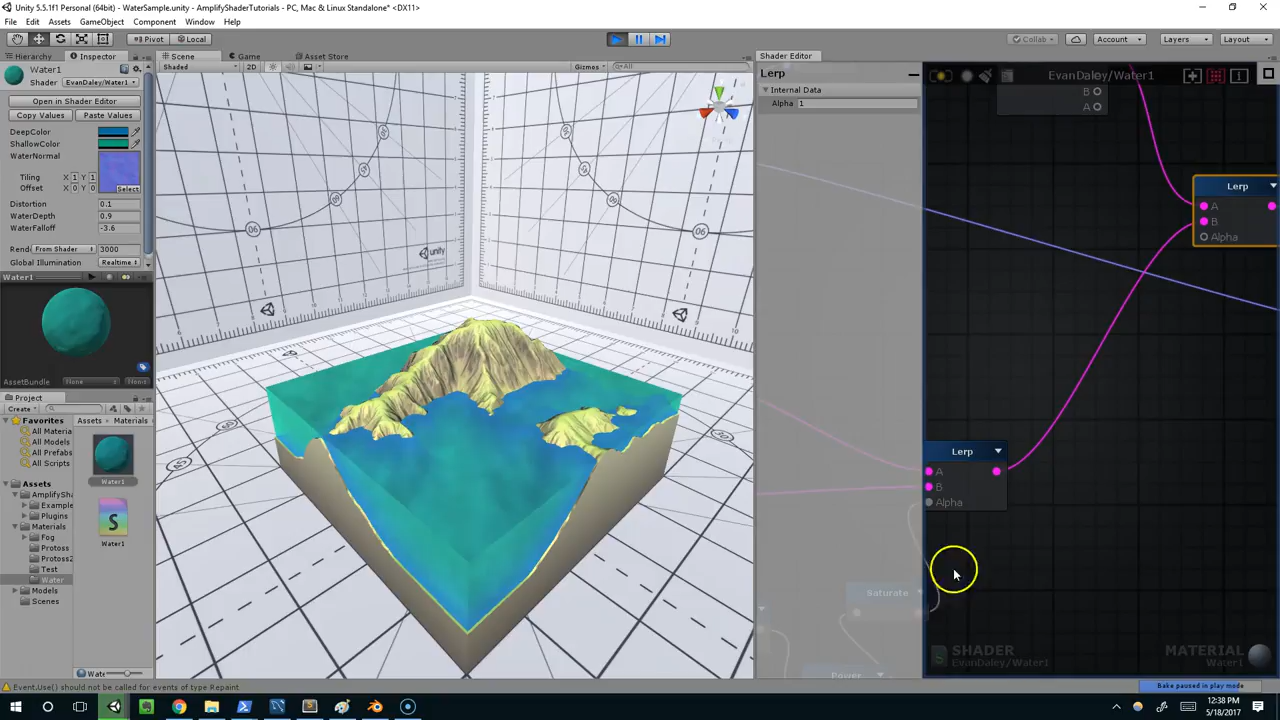 Unity 5.5.1f1 Personal (64bit) - WaterSample.unity - AmplifyShaderTutorials - PC, Mac & Linux Standalone* <DX11>
File Edit Assets GameObject Component Window Help
Pivot Local Collab Account Layers Layout
Hierarchy Inspector Scene Game Asset Store Shader Editor
Water1
Shader EvanDaley/Water1
Open in Shader Editor
Copy Values Paste Values
DeepColor
ShallowColor
WaterNormal
Tiling X 1 Y 1
Offset X 0 Y 0
Select
Distortion 0.1
WaterDepth 0.9
WaterFalloff -3.6
From Shader 3000
Global Illumination Realtime
Water1
AssetBundle None
Project
Create
Favorites
All Materia
All Models
All Prefabs
All Scripts
Assets
AmplifySha
Example
Plugins
Materials
Fog
Protoss
Protoss2
Test
Water
Models
Scenes
Assets Materials
Water1
Water1
Wate
Shaded 2D Gizmos All
unity
Lerp
Internal Data
Alpha 1
EvanDaley/Water1
B
A
Lerp
A
B
Alpha
Lerp
A
B
Alpha
Saturate
Power
SHADER
EvanDaley/Water1
MATERIAL
Water1
Event.Use() should not be called for events of type Repaint
Bake paused in play mode
12:38 PM
5/18/2017